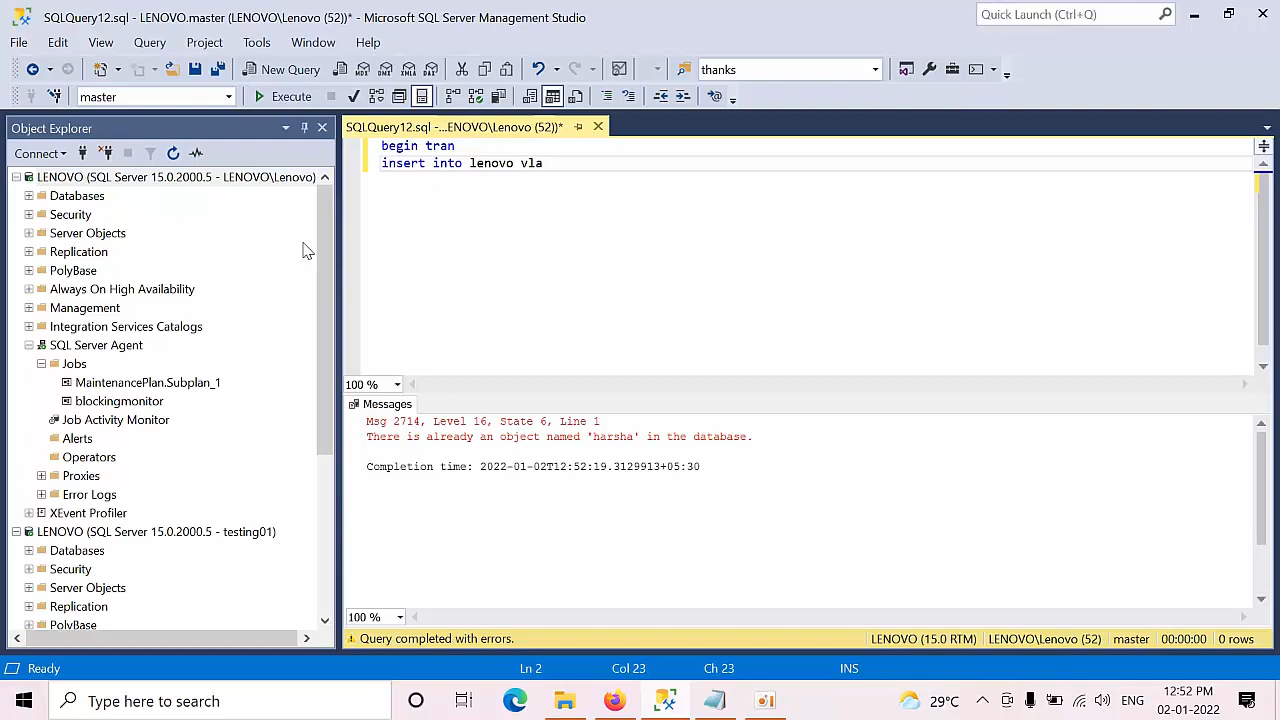 SQLQuery12.sql - LENOVO.master (LENOVO\Lenovo (52))* - Microsoft SQL Server Management Studio
Quick Launch (Ctrl+Q)
File Edit View Query Project Tools Window Help
New Query MDX DMX XMLA DAX thanks
master Execute
Object Explorer
SQLQuery12.sql -...ENOVO\Lenovo (52))*
Connect
begin tran
insert into lenovo vla
LENOVO (SQL Server 15.0.2000.5 - LENOVO\Lenovo)
Databases
Security
Server Objects
Replication
PolyBase
Always On High Availability
Management
Integration Services Catalogs
SQL Server Agent
Jobs
MaintenancePlan.Subplan_1
blockingmonitor
Job Activity Monitor
Alerts
Operators
Proxies
Error Logs
XEvent Profiler
LENOVO (SQL Server 15.0.2000.5 - testing01)
Databases
Security
Server Objects
Replication
PolyBase
100 %
Messages
Msg 2714, Level 16, State 6, Line 1
There is already an object named 'harsha' in the database.
Completion time: 2022-01-02T12:52:19.3129913+05:30
100 %
Query completed with errors. LENOVO (15.0 RTM) LENOVO\Lenovo (52) master 00:00:00 0 rows
Ready Ln 2 Col 23 Ch 23 INS
Type here to search 29°C ENG 12:52 PM
02-01-2022